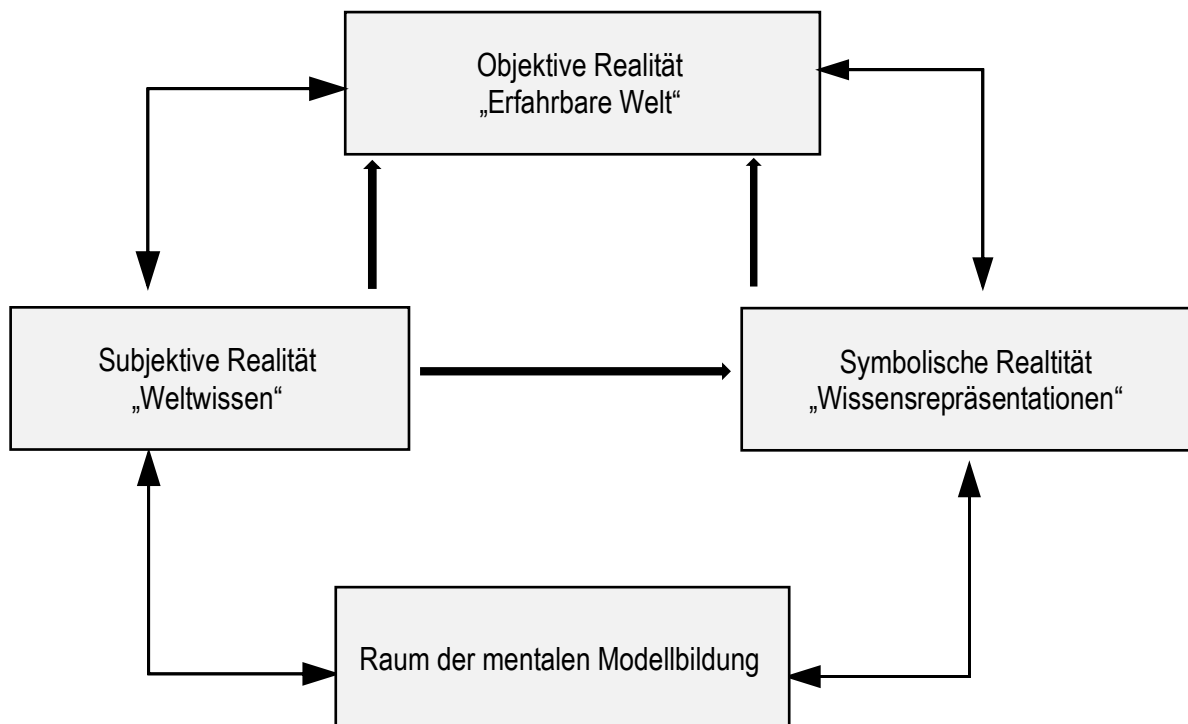 Objektive Realität
„Erfahrbare Welt“
Subjektive Realität
„Weltwissen“
Symbolische Realtität
„Wissensrepräsentationen“
Raum der mentalen Modellbildung